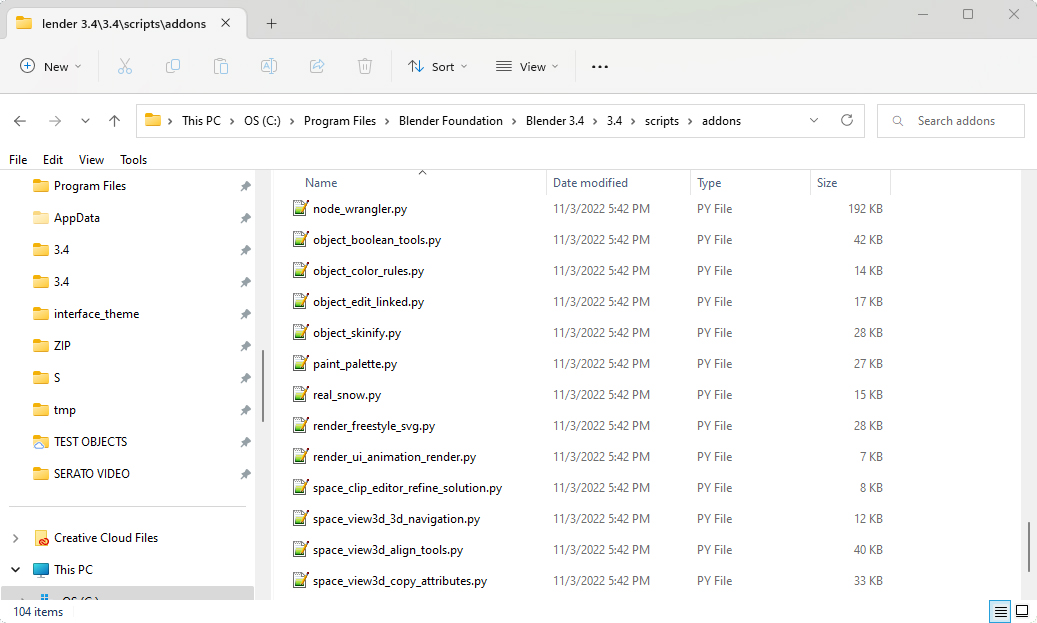 lender 3.4\3.4\scripts\addons
New
Sort
View
This PC > OS (C:) > Program Files > Blender Foundation > Blender 3.4 > 3.4 > scripts > addons
Search addons
File Edit View Tools
Program Files
AppData
3.4
3.4
interface_theme
ZIP
S
tmp
TEST OBJECTS
SERATO VIDEO
Creative Cloud Files
This PC
OS (C:)
Name Date modified Type Size
node_wrangler.py 11/3/2022 5:42 PM PY File 192 KB
object_boolean_tools.py 11/3/2022 5:42 PM PY File 42 KB
object_color_rules.py 11/3/2022 5:42 PM PY File 14 KB
object_edit_linked.py 11/3/2022 5:42 PM PY File 17 KB
object_skinify.py 11/3/2022 5:42 PM PY File 28 KB
paint_palette.py 11/3/2022 5:42 PM PY File 27 KB
real_snow.py 11/3/2022 5:42 PM PY File 15 KB
render_freestyle_svg.py 11/3/2022 5:42 PM PY File 28 KB
render_ui_animation_render.py 11/3/2022 5:42 PM PY File 7 KB
space_clip_editor_refine_solution.py 11/3/2022 5:42 PM PY File 8 KB
space_view3d_3d_navigation.py 11/3/2022 5:42 PM PY File 12 KB
space_view3d_align_tools.py 11/3/2022 5:42 PM PY File 40 KB
space_view3d_copy_attributes.py 11/3/2022 5:42 PM PY File 33 KB
104 items